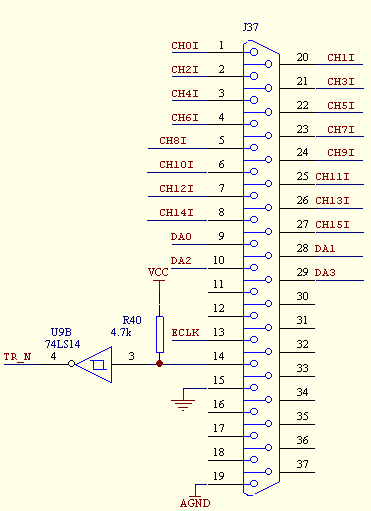 J37
CH0I 1
20 CH1I
CH2I 2
21 CH3I
CH4I 3
22 CH5I
CH6I 4
23 CH7I
CH8I 5
24 CH9I
CH10I 6
25 CH11I
CH12I 7
26 CH13I
CH14I 8
27 CH15I
DA0 9
28 DA1
DA2 10
29 DA3
VCC
11
30
12
31
R40
4.7k
ECLK 13
32
U9B
74LS14
TR_N 4
3
14
33
15
34
16
35
17
36
18
37
19
AGND